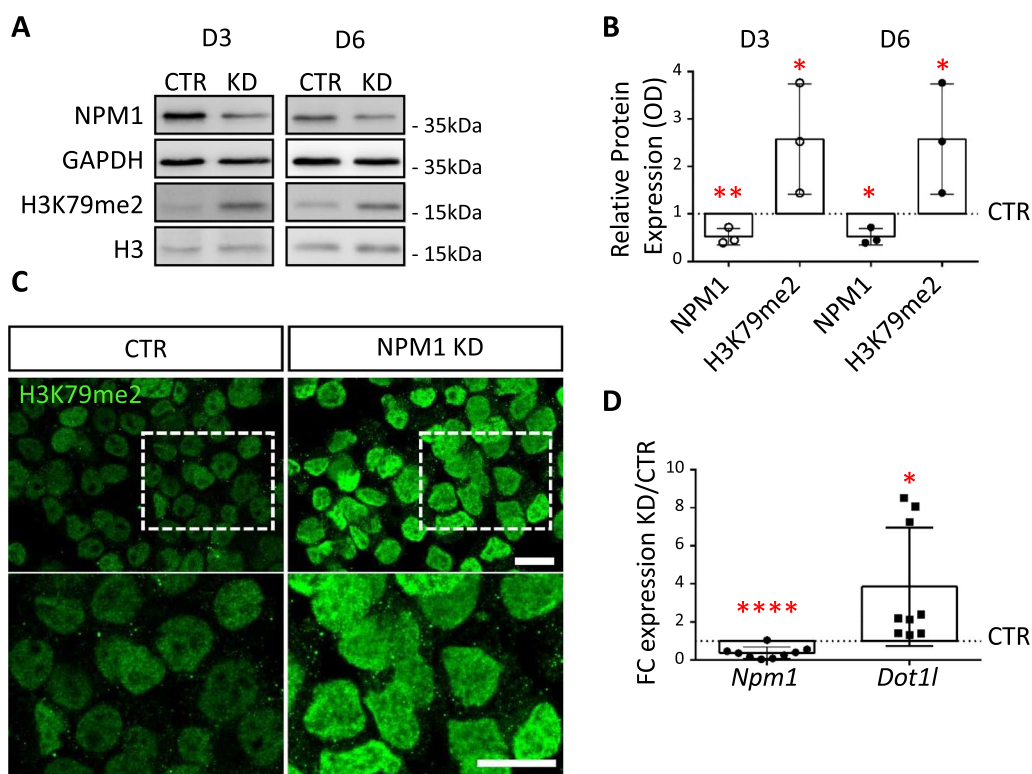 A
D3 D6
CTR KD CTR KD
NPM1 - 35kDa
GAPDH - 35kDa
H3K79me2 - 15kDa
H3 - 15kDa
B
D3 D6
Relative Protein
Expression (OD)
4
3
2
1
0
* * * * *
CTR
NPM1 H3K79me2 NPM1 H3K79me2
C
CTR NPM1 KD
H3K79me2
D
FC expression KD/CTR
10
8
6
4
2
0
* * * *
*
CTR
Npm1 Dot1l